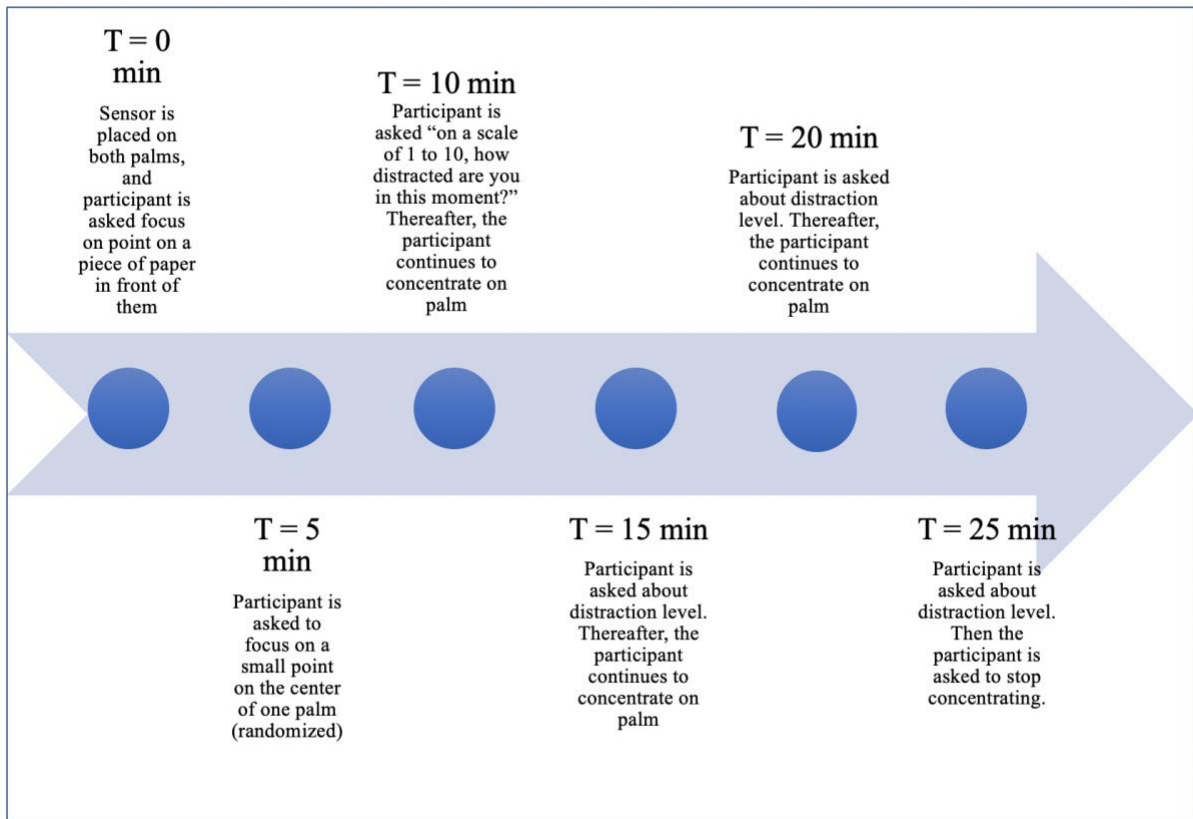 T = 0
min
Sensor is
placed on
both palms,
and
participant is
asked focus
on point on a
piece of paper
in front of
them
T = 5
min
Participant is
asked to
focus on a
small point
on the center
of one palm
(randomized)
T = 10 min
Participant is
asked “on a scale
of 1 to 10, how
distracted are you
in this moment?”
Thereafter, the
participant
continues to
concentrate on
palm
T = 15 min
Participant is
asked about
distraction level.
Thereafter, the
participant
continues to
concentrate on
palm
T = 20 min
Participant is asked
about distraction
level. Thereafter,
the participant
continues to
concentrate on
palm
T = 25 min
Participant is
asked about
distraction level.
Then the
participant is
asked to stop
concentrating.